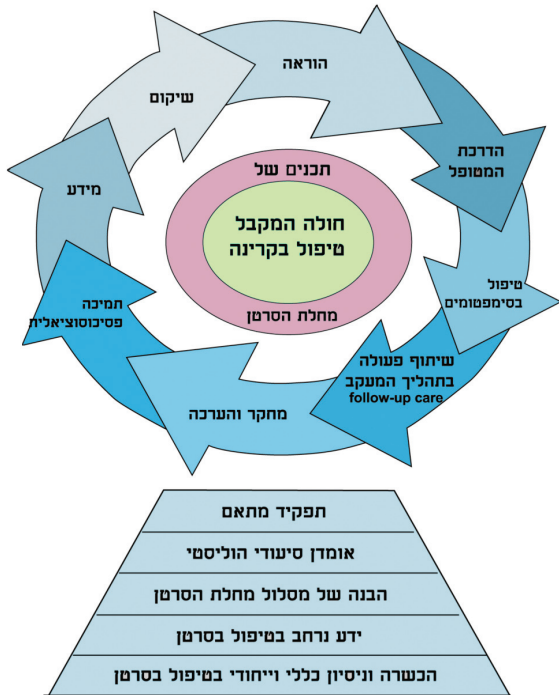 הוראה
הדרכת
המטופל
טיפול
בסימפטומים
שיתוף פעולה
בתהליך המעקב
follow-up care
מחקר והערכה
תמיכה
פסיכוסוציאלית
מידע
שיקום
תכנים של
חולה המקבל
טיפול בקרינה
מחלת הסרטן
תפקיד מתאם
אומדן סיעודי הוליסטי
הבנה של מסלול מחלת הסרטן
ידע נרחב בטיפול בסרטן
הכשרה וניסיון כללי וייחודי בטיפול בסרטן